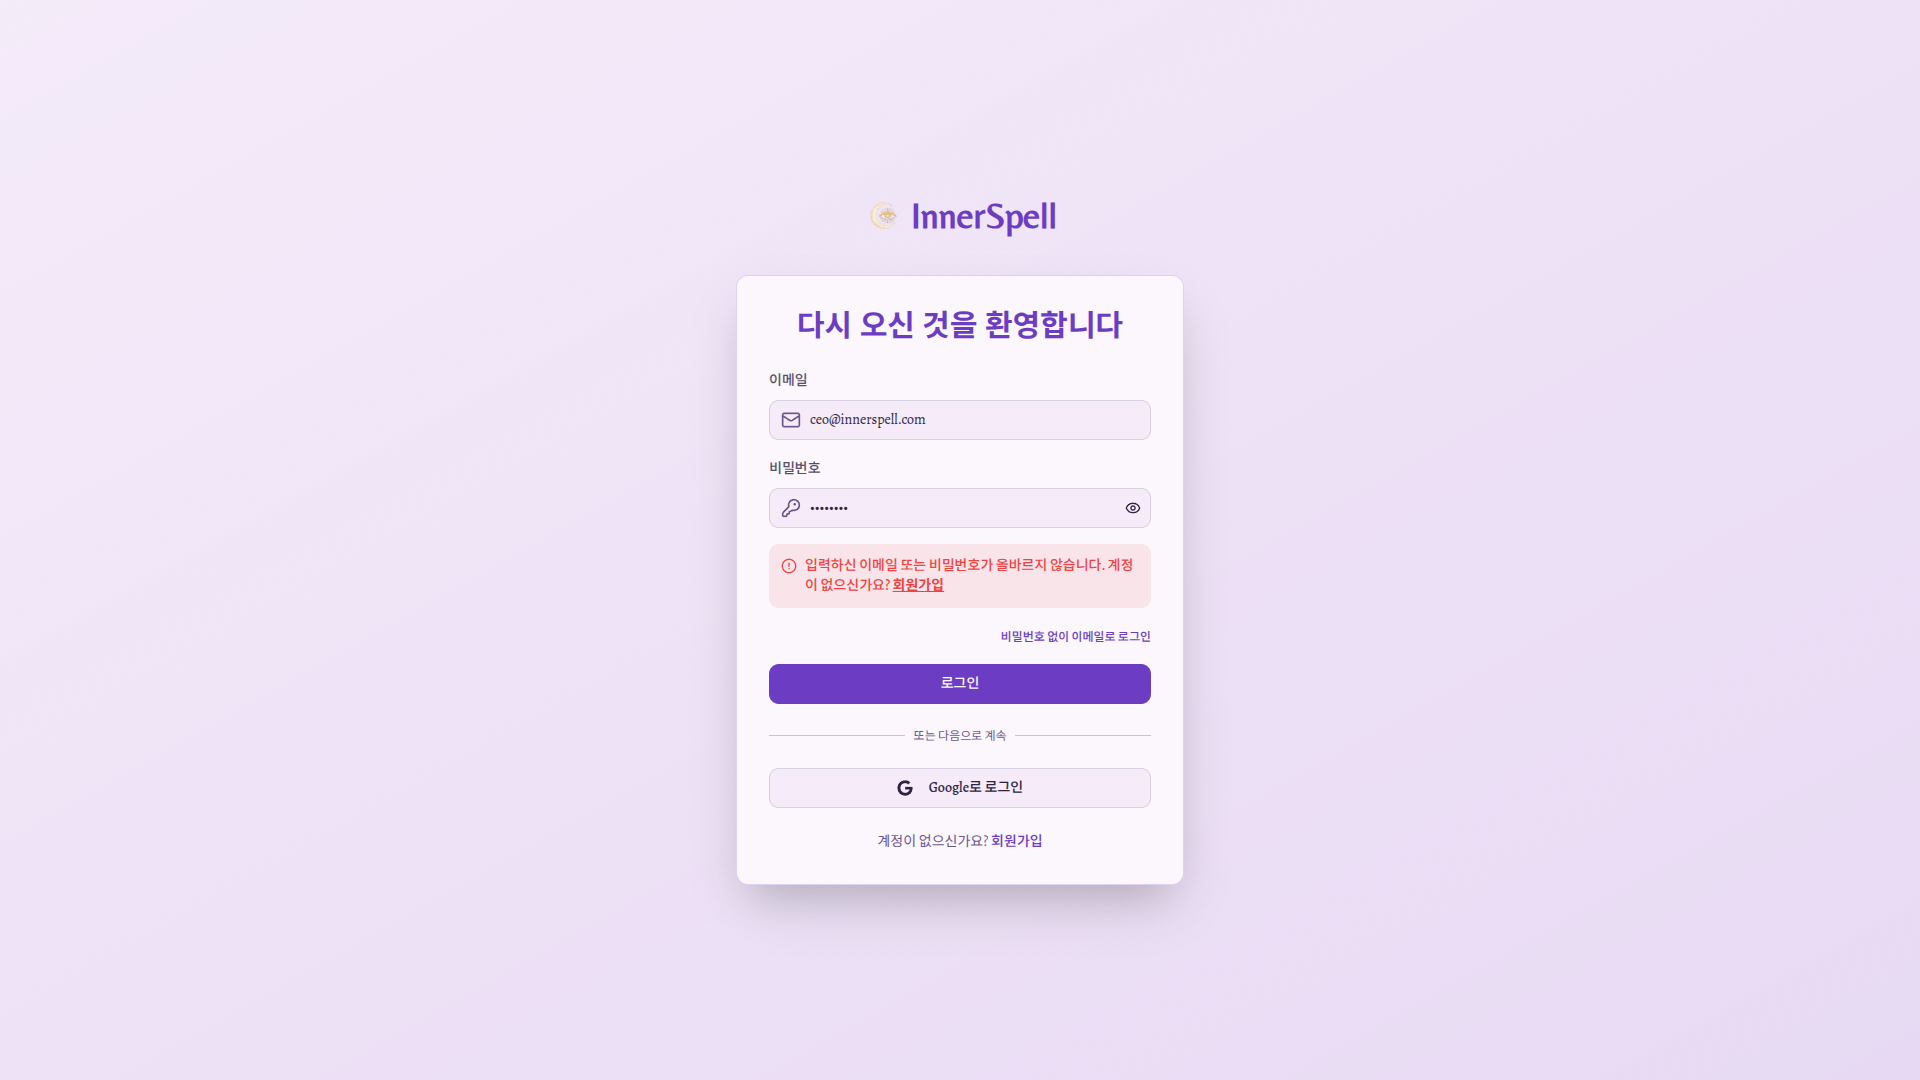 InnerSpell
다시 오신 것을 환영합니다
이메일
ceo@innerspell.com
비밀번호
••••••••
입력하신 이메일 또는 비밀번호가 올바르지 않습니다. 계정
이 없으신가요? 회원가입
비밀번호 없이 이메일로 로그인
로그인
또는 다음으로 계속
Google로 로그인
계정이 없으신가요? 회원가입